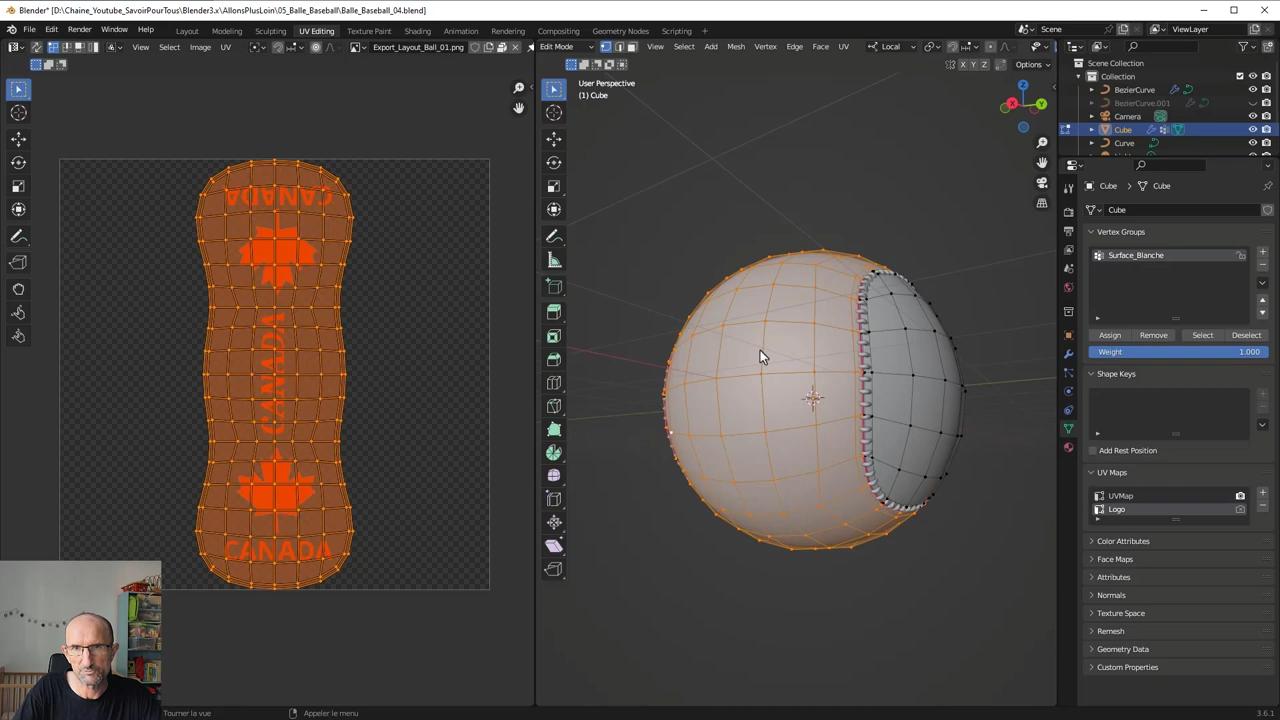 Blender* [D:\Chaine_Youtube_SavoirPourTous\Blender3.x\AllonsPlusLoin\05_Balle_Baseball\Balle_Baseball_04.blend]
File Edit Render Window Help Layout Modeling Sculpting UV Editing Texture Paint Shading Animation Rendering Compositing Geometry Nodes Scripting Scene ViewLayer
View Select Image UV Export_Layout_Ball_01.png Edit Mode View Select Add Mesh Vertex Edge Face UV Local
Options
Scene Collection
Collection
BezierCurve
BezierCurve.001
Camera
Cube
Curve
User Perspective
(1) Cube
Cube Cube
Cube
Vertex Groups
Surface_Blanche
Assign Remove Select Deselect
Weight 1.000
Shape Keys
Add Rest Position
UV Maps
UVMap
Logo
Color Attributes
Face Maps
Attributes
Normals
Texture Space
Remesh
Geometry Data
Custom Properties
CANADA
CANADA
CANADA
X Y Z
Z
X
Y
Tourner la vue Appeler le menu 3.6.1